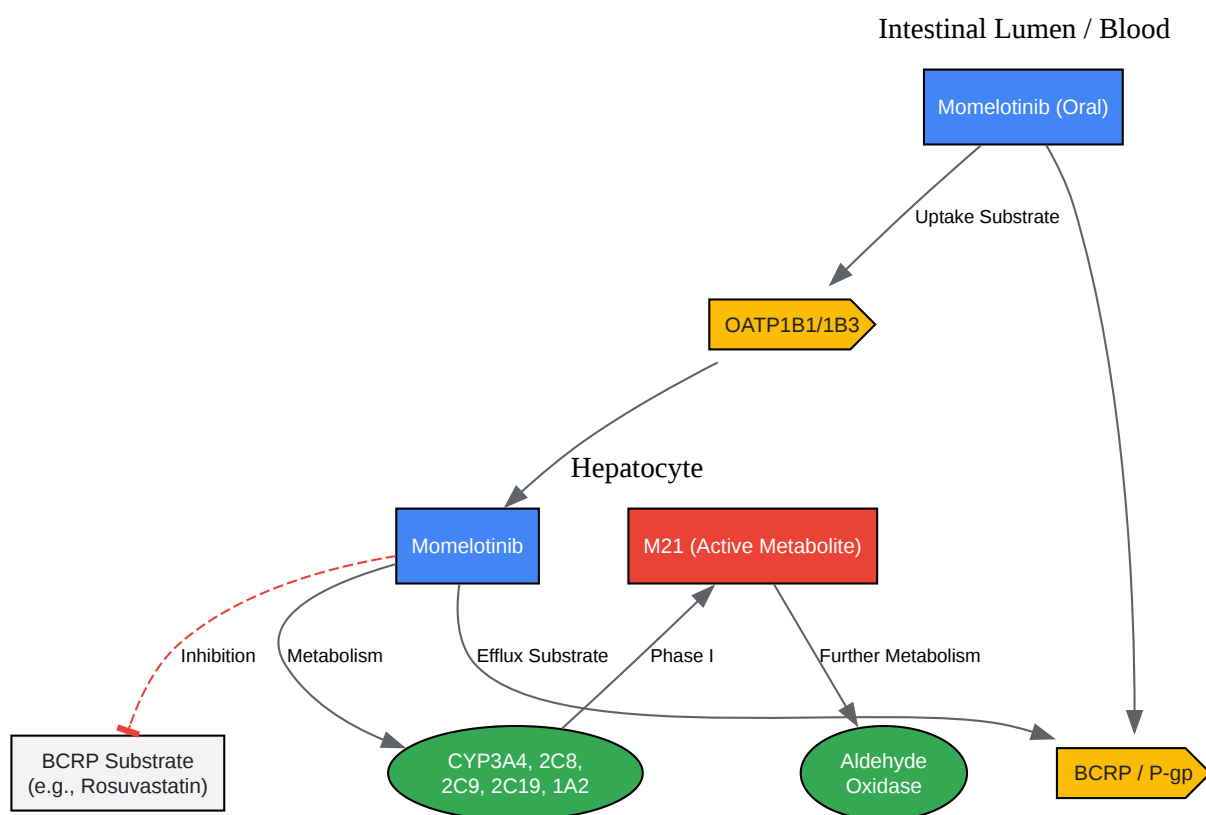 Intestinal Lumen / Blood
Momelotinib (Oral)
Uptake Substrate
OATP1B1/1B3
Hepatocyte
Momelotinib
M21 (Active Metabolite)
Inhibition
Metabolism
Efflux Substrate
Phase I
Further Metabolism
BCRP Substrate
(e.g., Rosuvastatin)
CYP3A4, 2C8,
2C9, 2C19, 1A2
Aldehyde
Oxidase
BCRP / P-gp